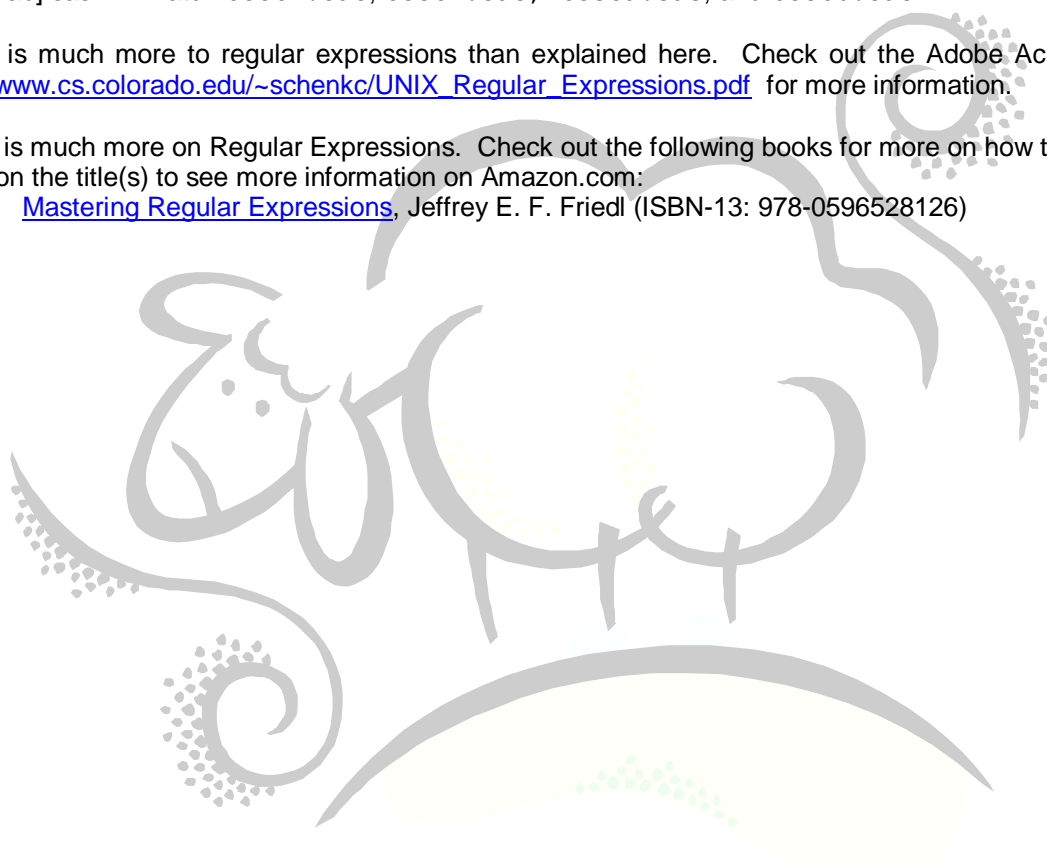 is much more to regular expressions than explained here. Check out the Adobe Ac
www.cs.colorado.edu/~schenkc/UNIX_Regular_Expressions.pdf for more information.
is much more on Regular Expressions. Check out the following books for more on how t
on the title(s) to see more information on Amazon.com:
Mastering Regular Expressions, Jeffrey E. F. Friedl (ISBN-13: 978-0596528126)